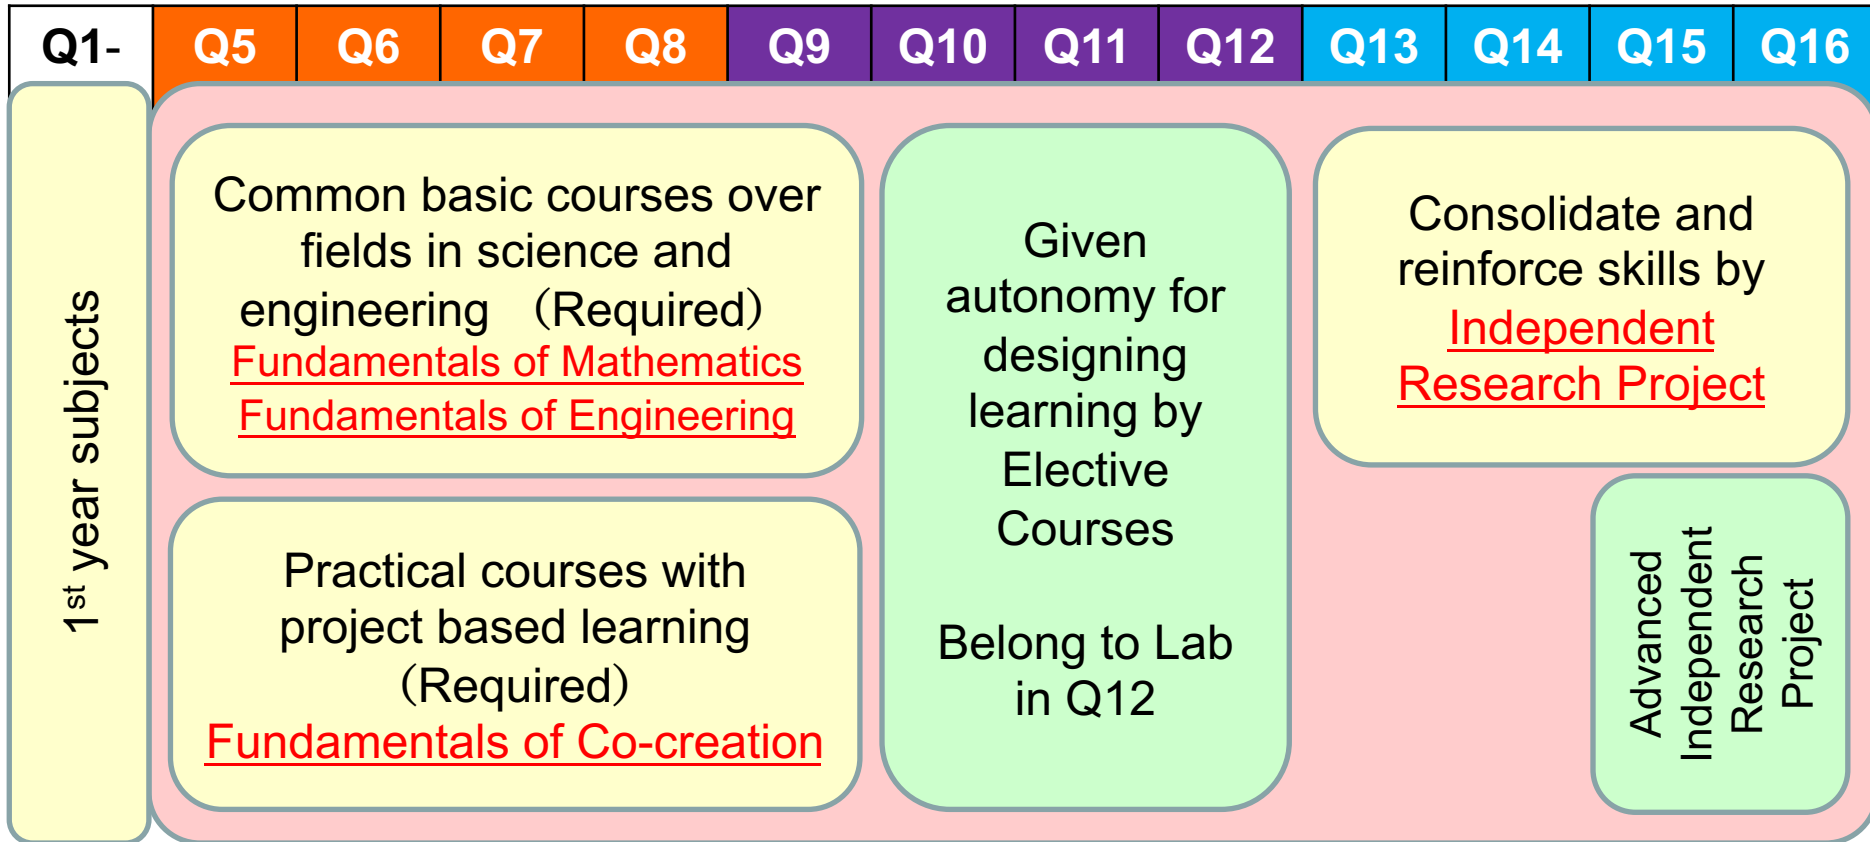 Q1- Q5 Q6 Q7 Q8 Q9 Q10 Q11 Q12 Q13 Q14 Q15 Q16
1st year subjects
Common basic courses over
fields in science and
engineering （Required）
Fundamentals of Mathematics
Fundamentals of Engineering
Practical courses with
project based learning
（Required）
Fundamentals of Co-creation
Given
autonomy for
designing
learning by
Elective
Courses
Belong to Lab
in Q12
Consolidate and
reinforce skills by
Independent
Research Project
Advanced
Independent
Research
Project